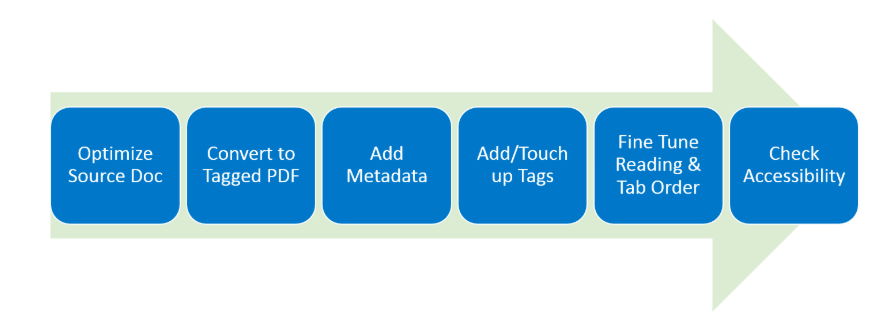 Optimize
Source Doc
Convert to
Tagged PDF
Add
Metadata
Add/Touch
up Tags
Fine Tune
Reading &
Tab Order
Check
Accessibility